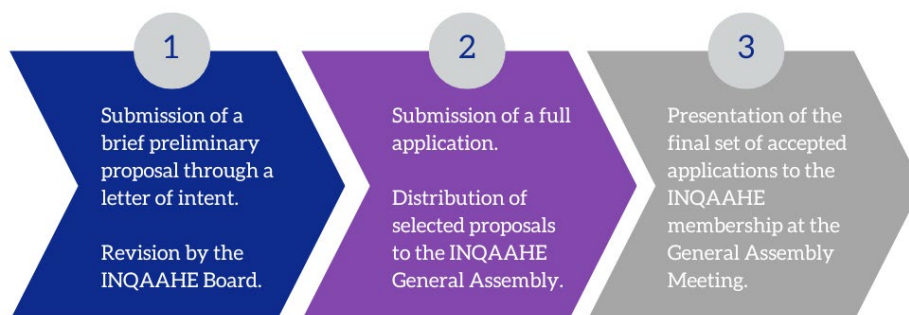 1
Submission of a
brief preliminary
proposal through a
letter of intent.
Revision by the
INQAAHE Board.
2
Submission of a full
application.
Distribution of
selected proposals
to the INQAAHE
General Assembly.
3
Presentation of the
final set of accepted
applications to the
INQAAHE
membership at the
General Assembly
Meeting.